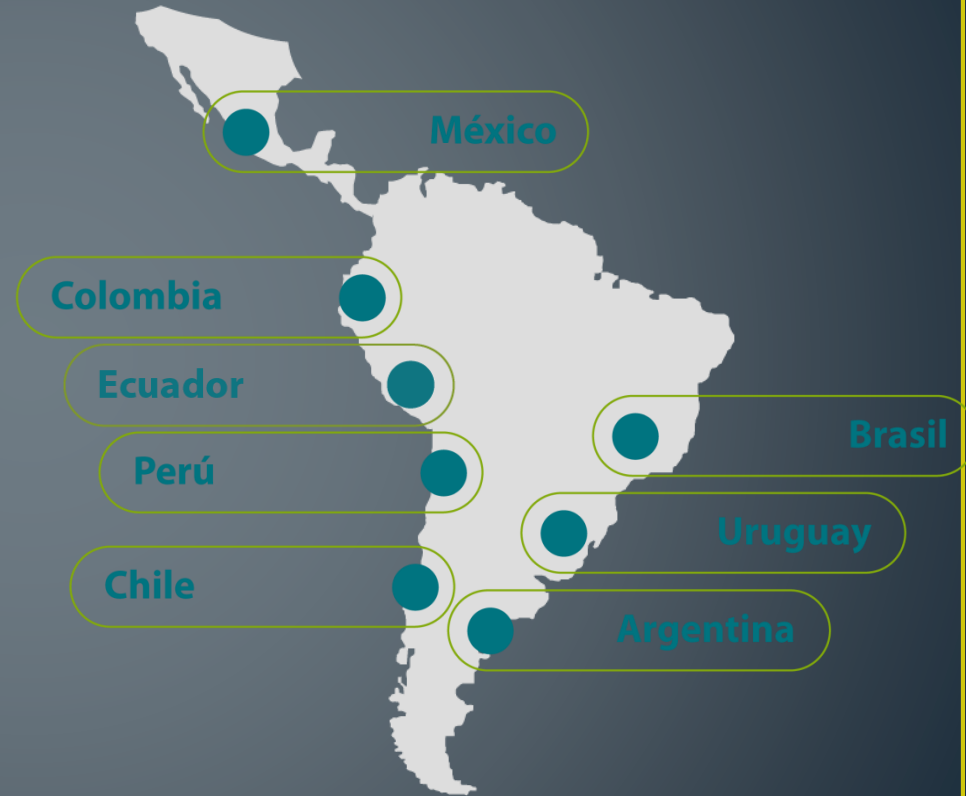 México
Colombia
Ecuador
Brasil
Perú
Uruguay
Chile
Argentina